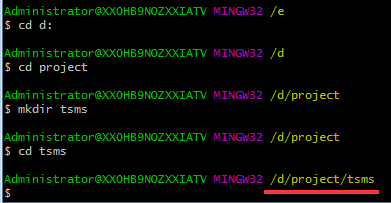 Administrator@XXOHB9NOZXXIATV MINGW32 /e
$ cd d:
Administrator@XXOHB9NOZXXIATV MINGW32 /d
$ cd project
Administrator@XXOHB9NOZXXIATV MINGW32 /d/project
$ mkdir tsms
Administrator@XXOHB9NOZXXIATV MINGW32 /d/project
$ cd tsms
Administrator@XXOHB9NOZXXIATV MINGW32 /d/project/tsms
$